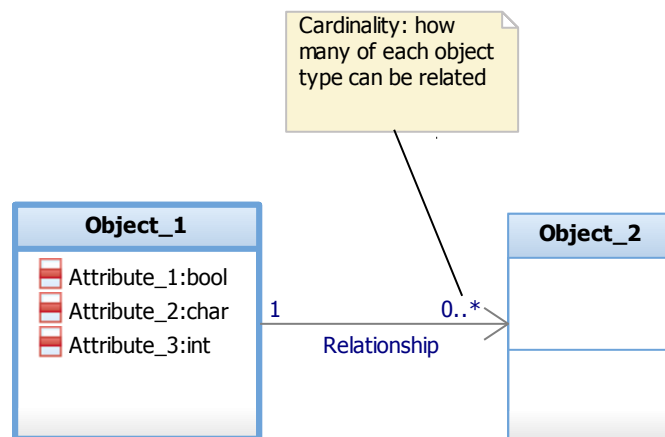 Cardinality: how
many of each object
type can be related
Object_1
Attribute_1:bool
Attribute_2:char
Attribute_3:int
1
0..*
Relationship
Object_2